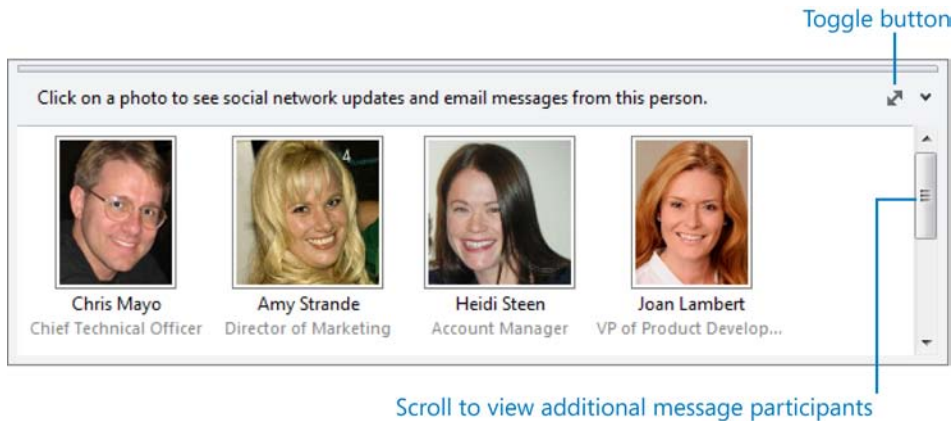 Toggle button
Click on a photo to see social network updates and email messages from this person.
4
Chris Mayo
Amy Strande
Heidi Steen
Joan Lambert
Chief Technical Officer
Director of Marketing
Account Manager
VP of Product Develop...
Scroll to view additional message participants